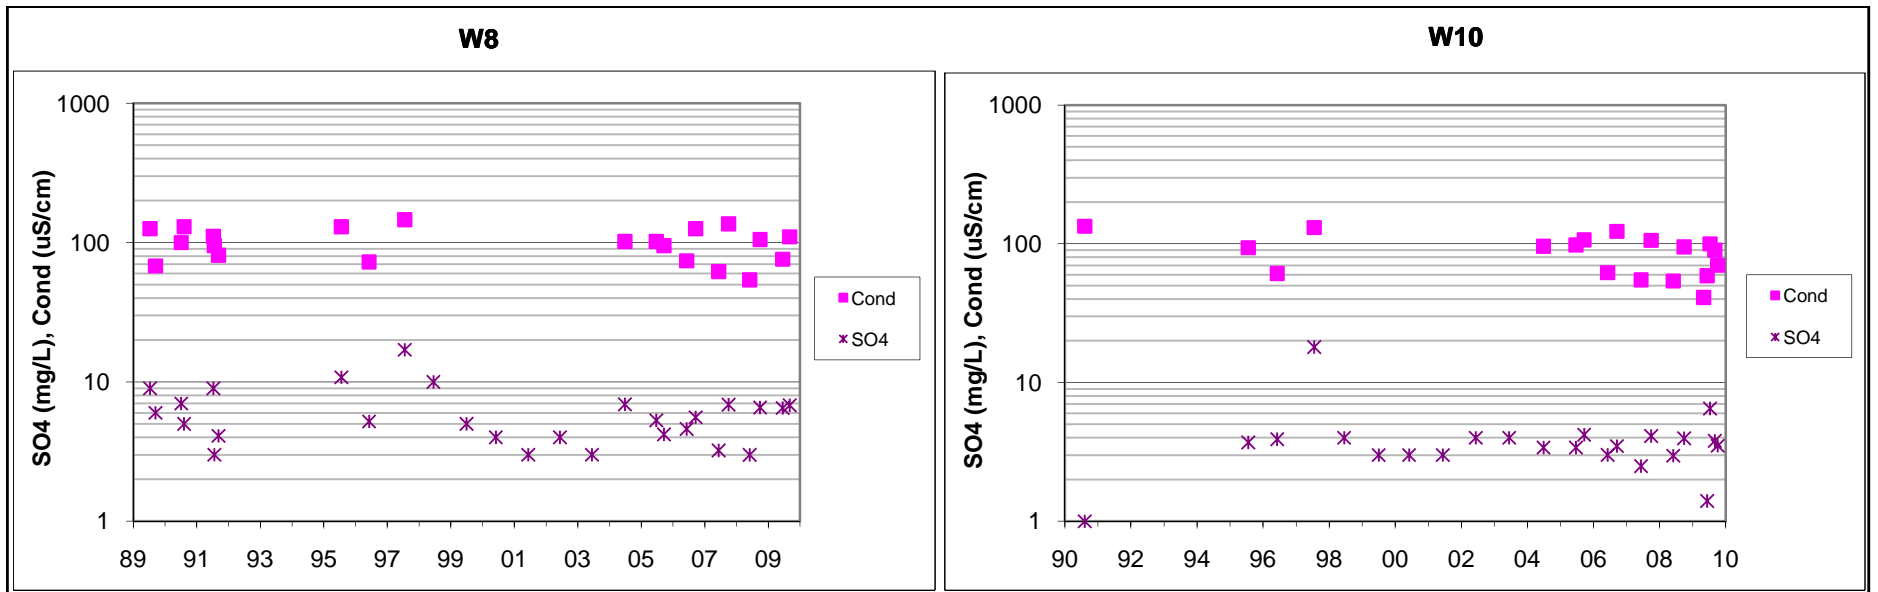 W8
W10
SO4 (mg/L), Cond (uS/cm)
1000
100
10
1
89 91 93 95 97 99 01 03 05 07 09
Cond
SO4
SO4 (mg/L), Cond (uS/cm)
1000
100
10
1
90 92 94 96 98 00 02 04 06 08 10
Cond
SO4